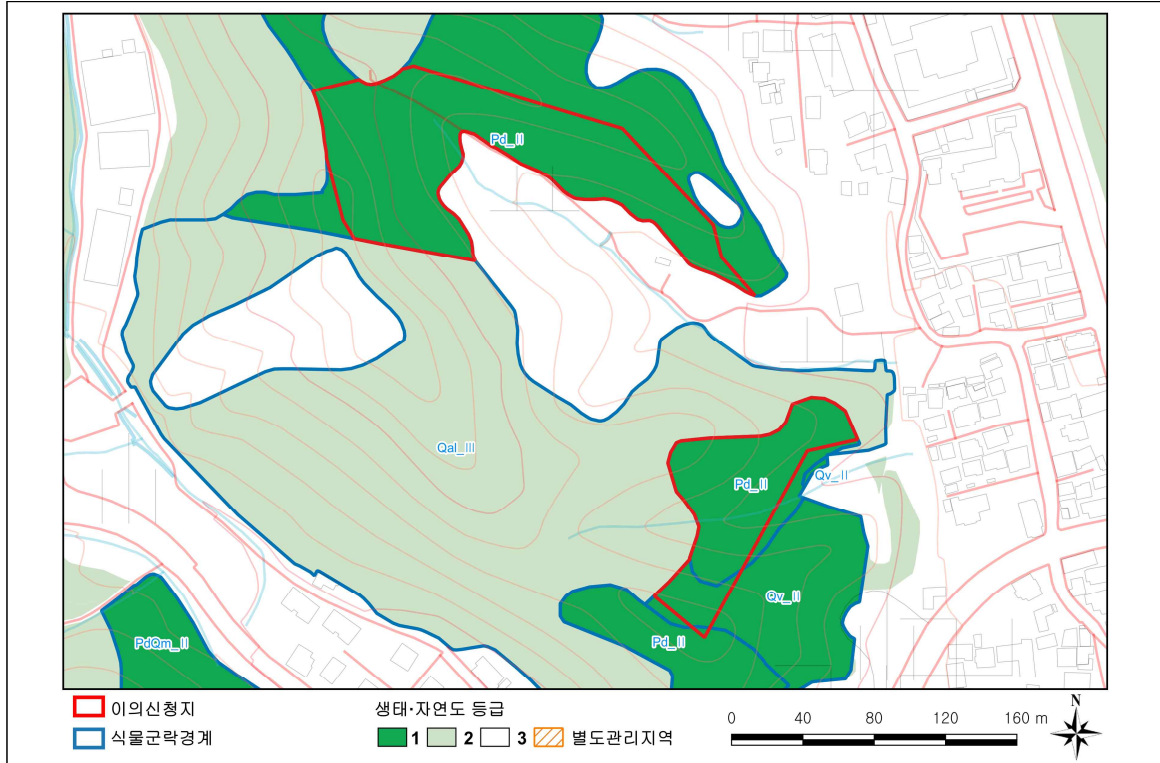 Pd_II
Qal_III
Pd_II
Qv_II
Qv_II
Pd_II
PdQm_II
이의신청지
식물군락경계
생태·자연도 등급
1 2 3 별도관리지역
0 40 80 120 160 m
N